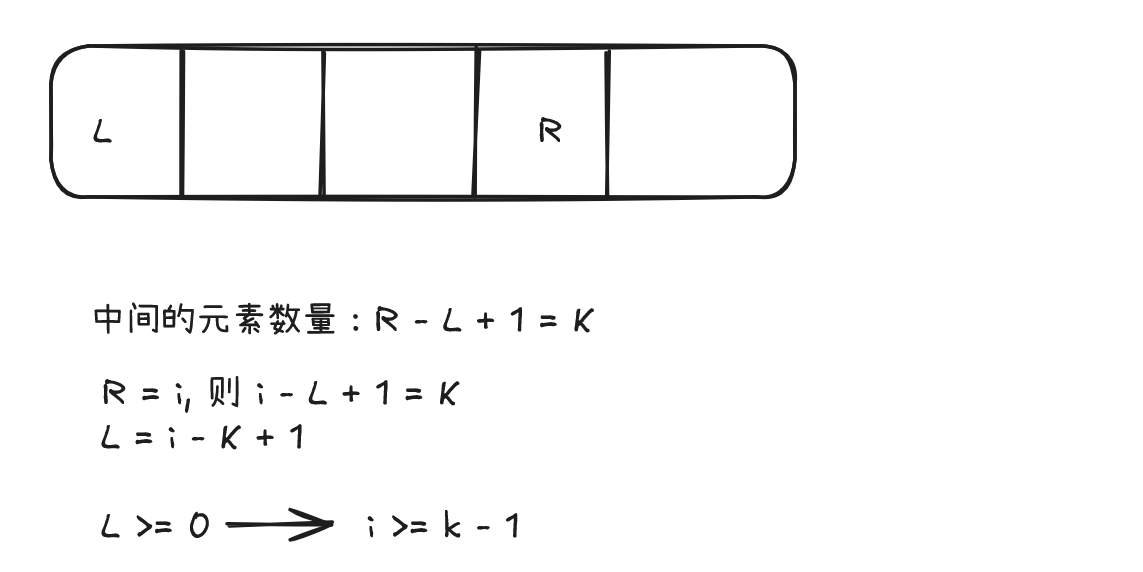 L R
中间的元素数量：R - L + 1 = K
R = i, 则 i - L + 1 = K
L = i - K + 1
L >= 0 → i >= k - 1